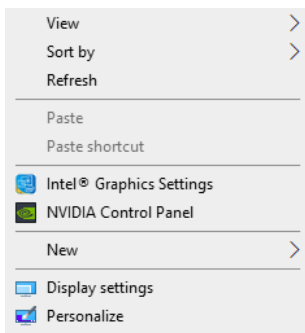 View
Sort by
Refresh
Paste
Paste shortcut
Intel® Graphics Settings
NVIDIA Control Panel
New
Display settings
Personalize